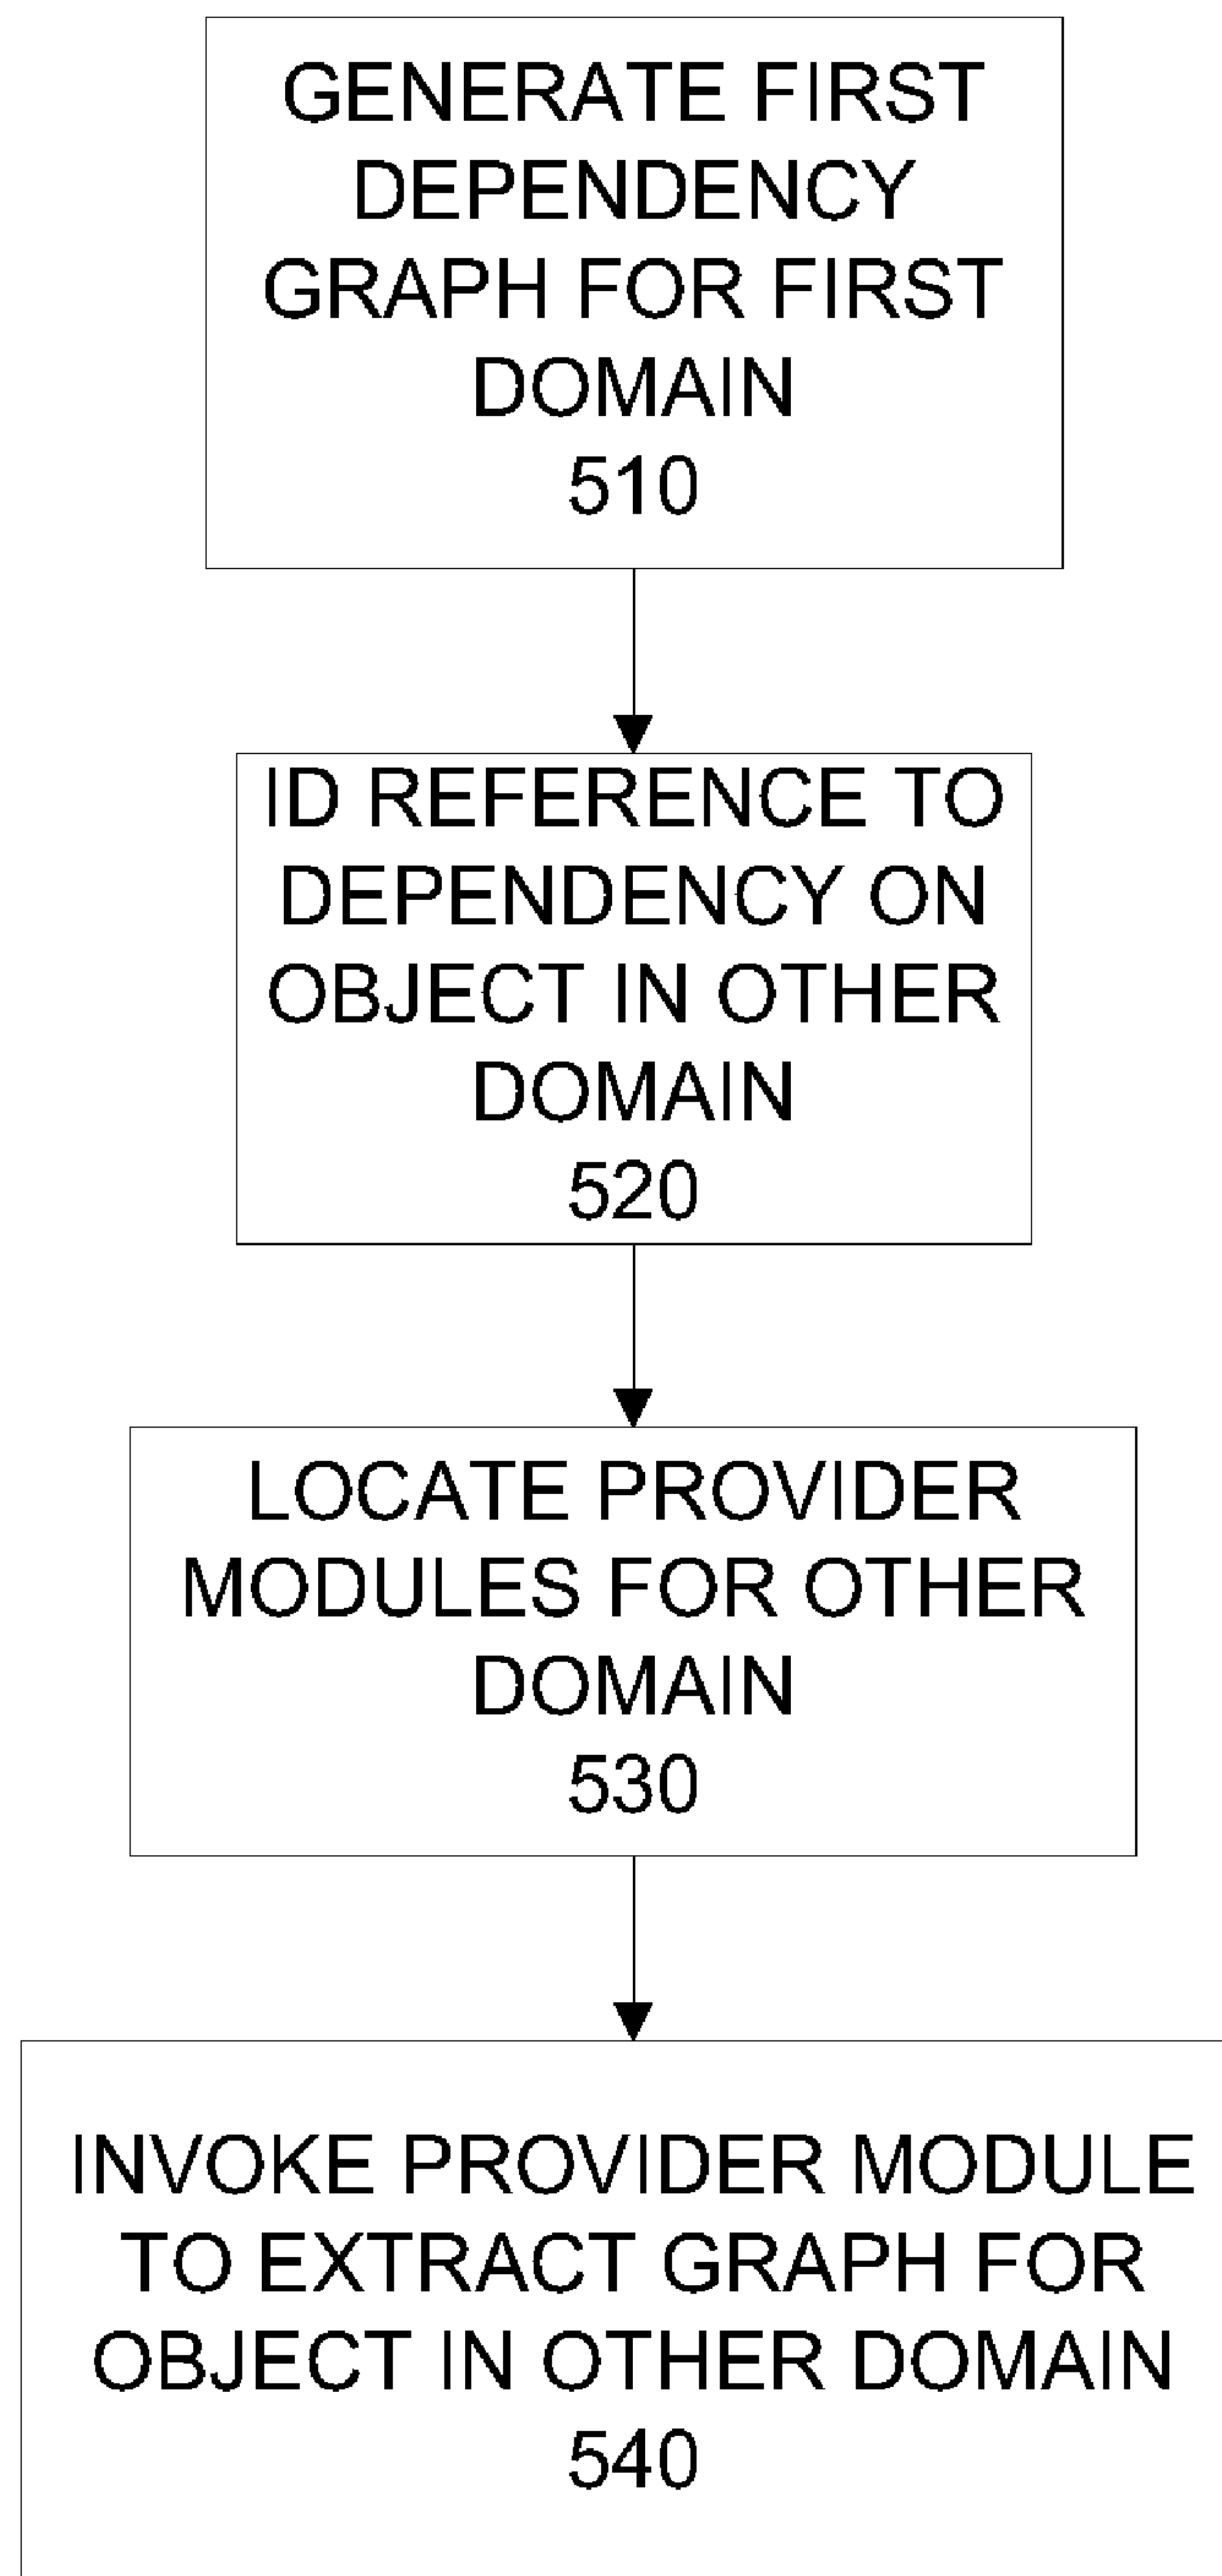 GENERATE FIRST
DEPENDENCY
GRAPH FOR FIRST
DOMAIN
510
ID REFERENCE TO
DEPENDENCY ON
OBJECT IN OTHER
DOMAIN
520
LOCATE PROVIDER
MODULES FOR OTHER
DOMAIN
530
INVOKE PROVIDER MODULE
TO EXTRACT GRAPH FOR
OBJECT IN OTHER DOMAIN
540